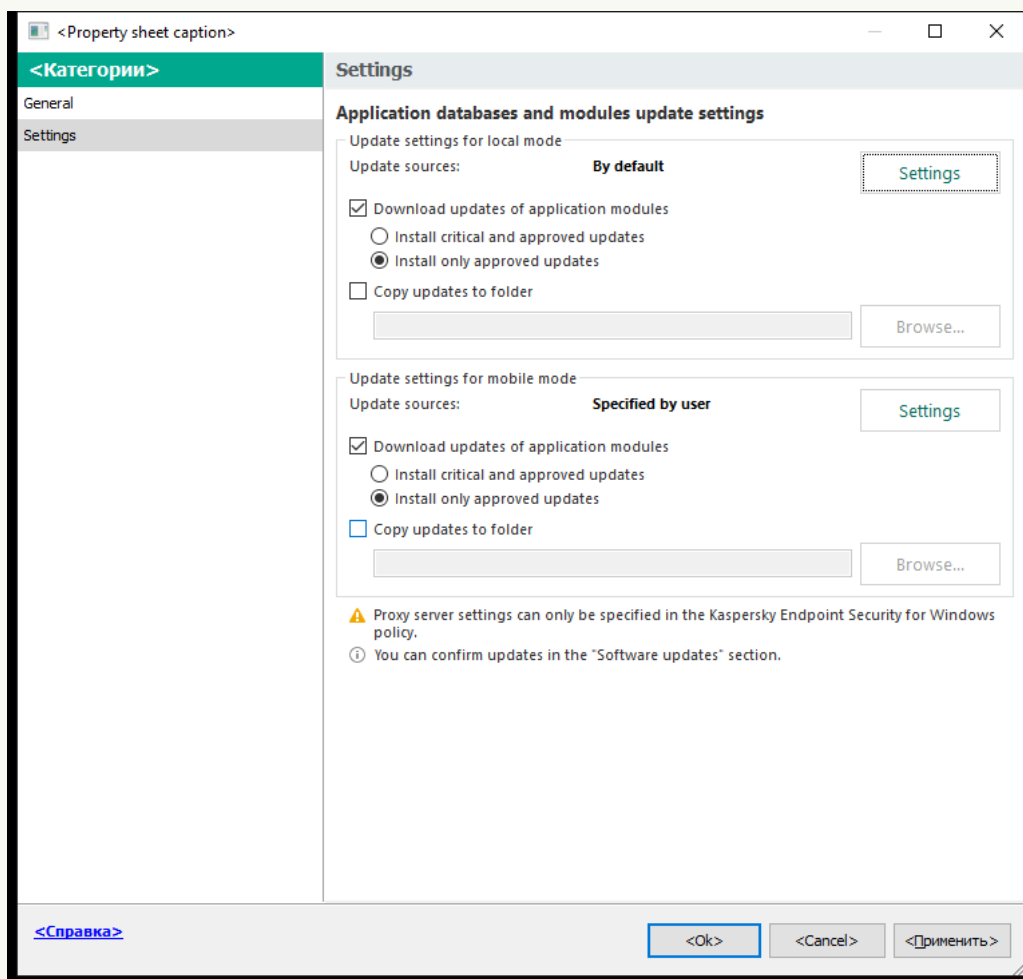 <Property sheet caption>
<Категории>
General
Settings
Settings
Application databases and modules update settings
Update settings for local mode
Update sources: By default Settings
Download updates of application modules
Install critical and approved updates
Install only approved updates
Copy updates to folder
Browse...
Update settings for mobile mode
Update sources: Specified by user Settings
Download updates of application modules
Install critical and approved updates
Install only approved updates
Copy updates to folder
Browse...
Proxy server settings can only be specified in the Kaspersky Endpoint Security for Windows
policy.
You can confirm updates in the "Software updates" section.
<Справка>
<Ok> <Cancel> <Применить>